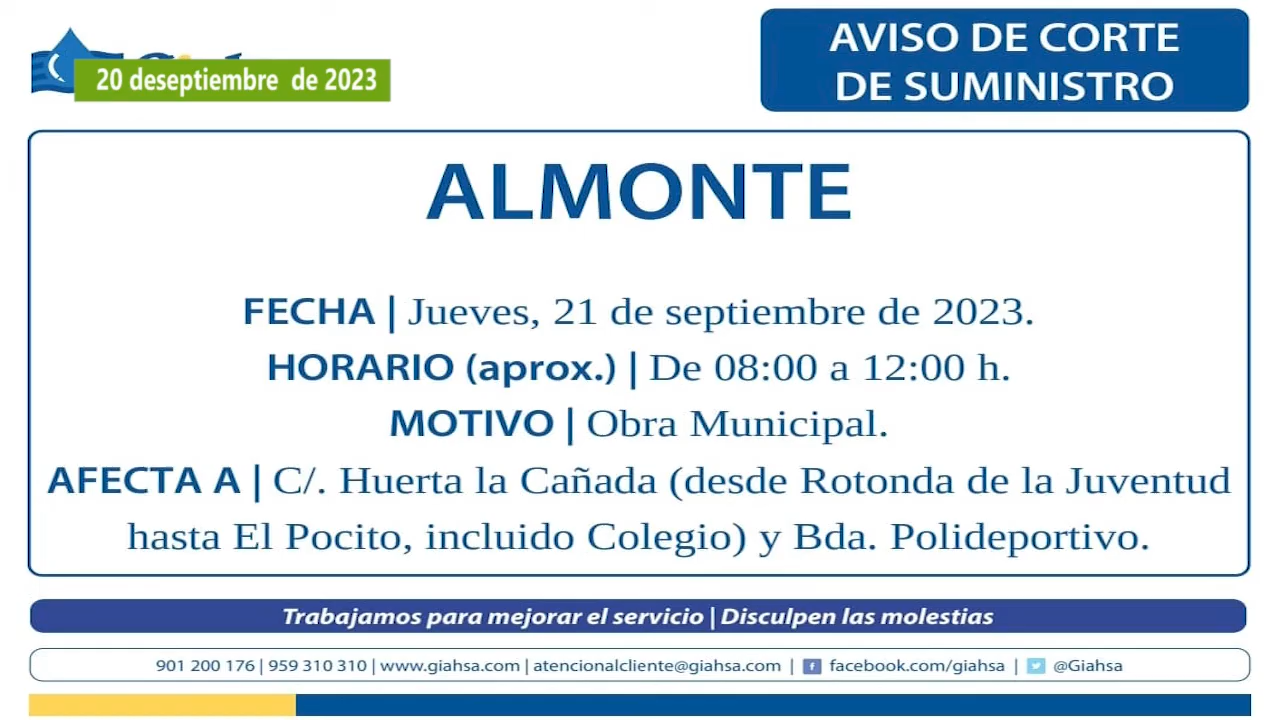 20 deseptiembre de 2023
AVISO DE CORTE
DE SUMINISTRO
ALMONTE
FECHA | Jueves, 21 de septiembre de 2023.
HORARIO (aprox.) | De 08:00 a 12:00 h.
MOTIVO | Obra Municipal.
AFECTA A | C/. Huerta la Cañada (desde Rotonda de la Juventud
hasta El Pocito, incluido Colegio) y Bda. Polideportivo.
Trabajamos para mejorar el servicio | Disculpen las molestias
901 200 176 | 959 310 310 | www.giahsa.com | atencionalcliente@giahsa.com | facebook.com/giahsa | @Giahsa